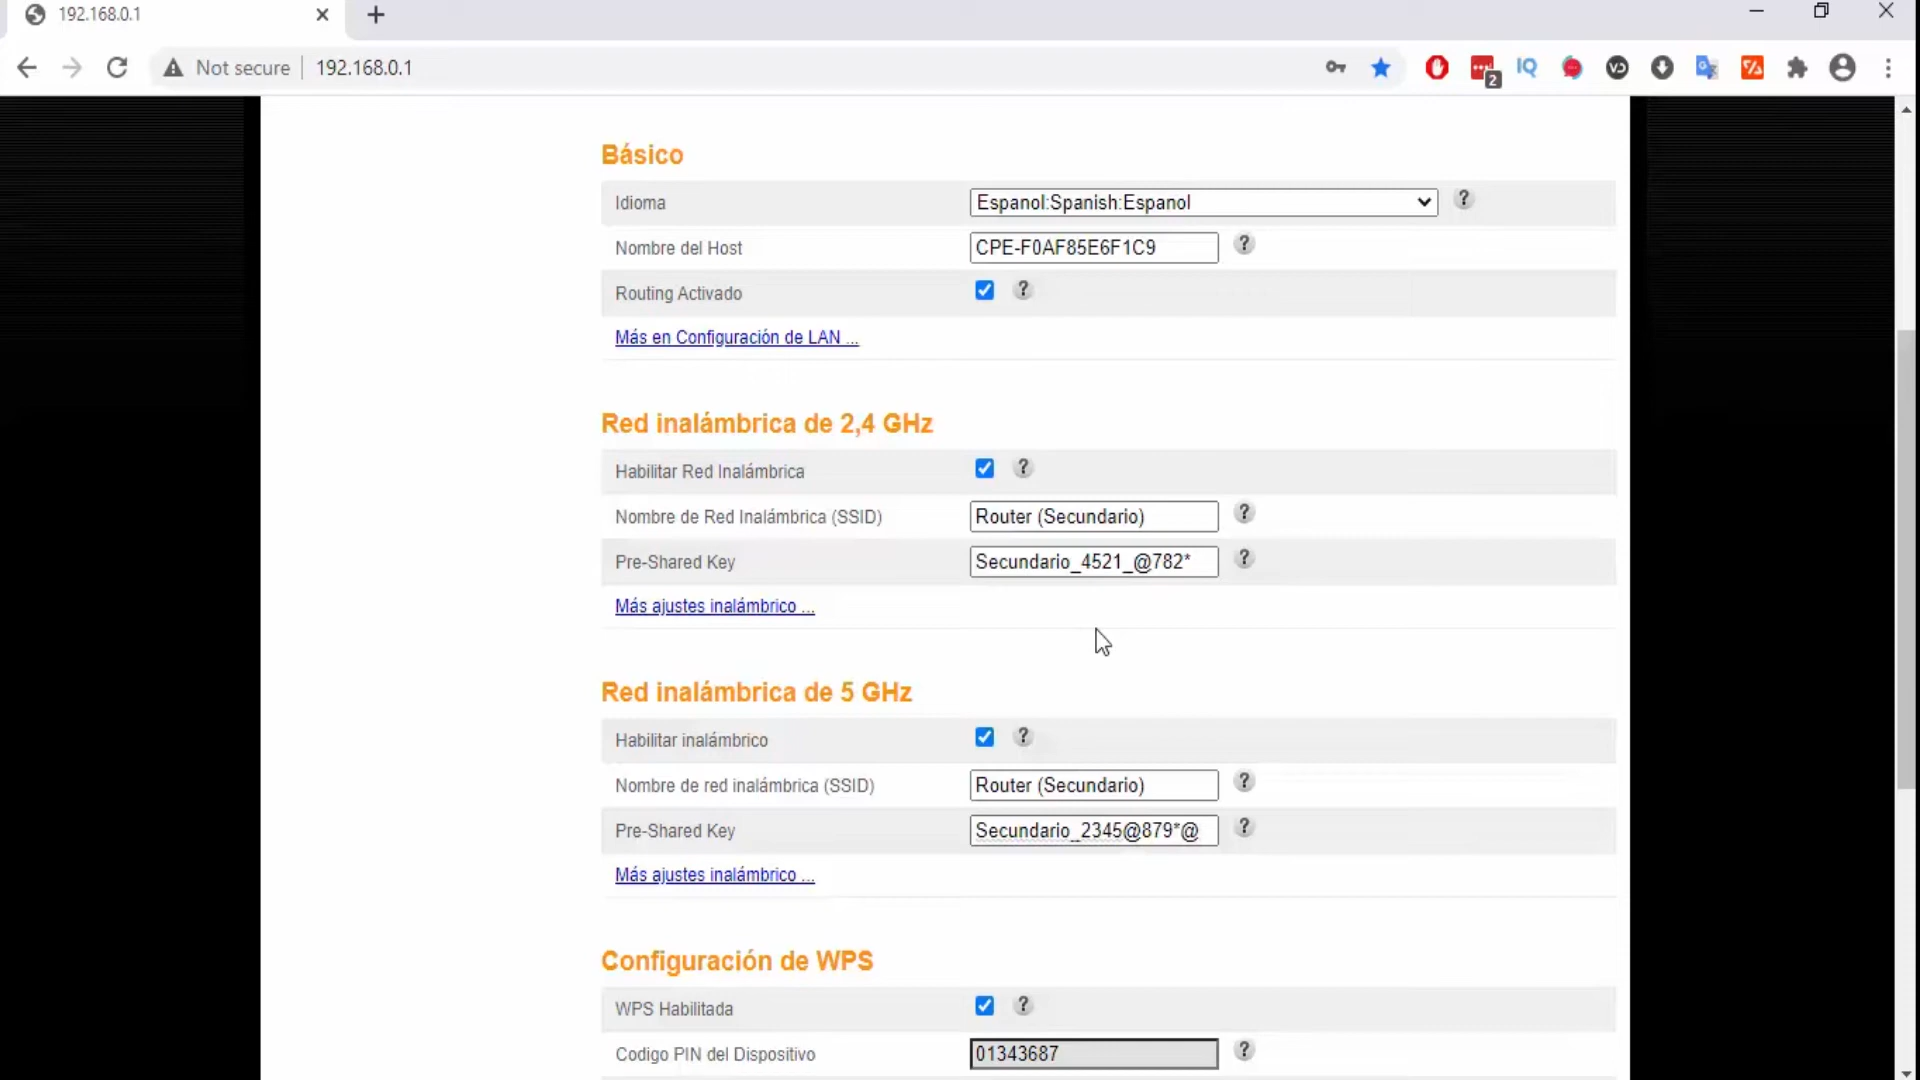 192.168.0.1
Not secure
192.168.0.1
2
IQ
Básico
Idioma
Espanol:Spanish:Espanol
?
Nombre del Host
CPE-F0AF85E6F1C9
?
Routing Activado
?
Más en Configuración de LAN ...
Red inalámbrica de 2,4 GHz
Habilitar Red Inalámbrica
?
Nombre de Red Inalámbrica (SSID)
Router (Secundario)
?
Pre-Shared Key
Secundario_4521_@782*
?
Más ajustes inalámbrico ...
Red inalámbrica de 5 GHz
Habilitar inalámbrico
?
Nombre de red inalámbrica (SSID)
Router (Secundario)
?
Pre-Shared Key
Secundario_2345@879*@
?
Más ajustes inalámbrico ...
Configuración de WPS
WPS Habilitada
?
Codigo PIN del Dispositivo
01343687
?